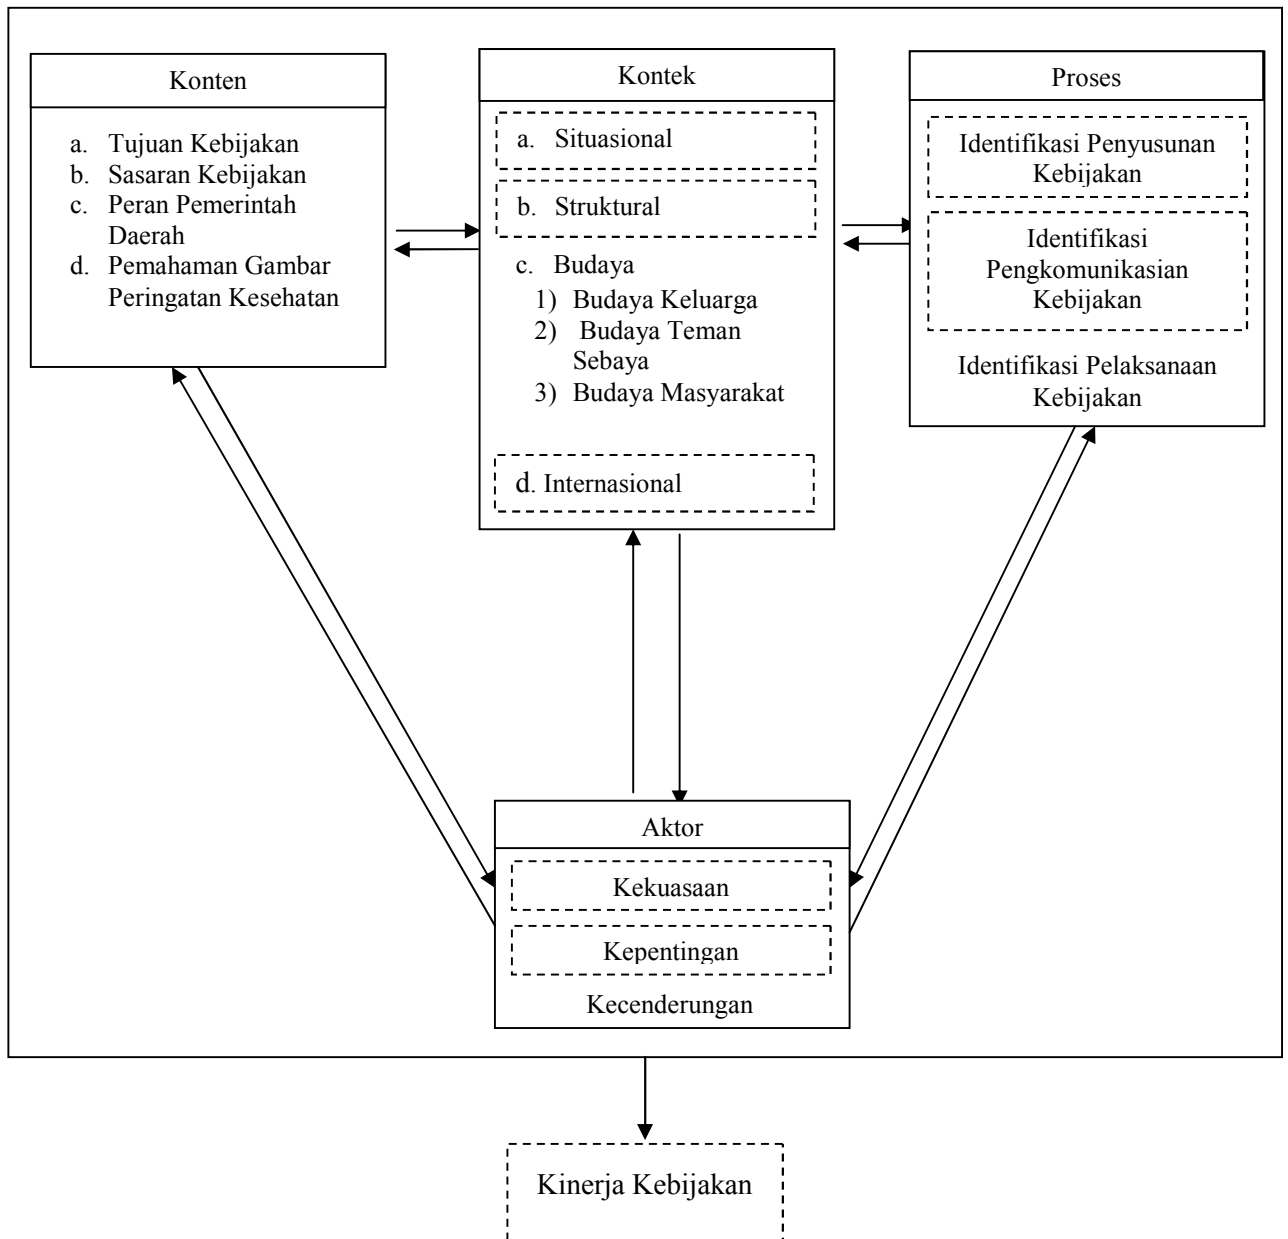 Konten
a. Tujuan Kebijakan
b. Sasaran Kebijakan
c. Peran Pemerintah
Daerah
d. Pemahaman Gambar
Peringatan Kesehatan
Kontek
a. Situasional
b. Struktural
c. Budaya
1) Budaya Keluarga
2) Budaya Teman
Sebaya
3) Budaya Masyarakat
d. Internasional
Proses
Identifikasi Penyusunan
Kebijakan
Identifikasi
Pengkomunikasian
Kebijakan
Identifikasi Pelaksanaan
Kebijakan
Aktor
Kekuasaan
Kepentingan
Kecenderungan
Kinerja Kebijakan